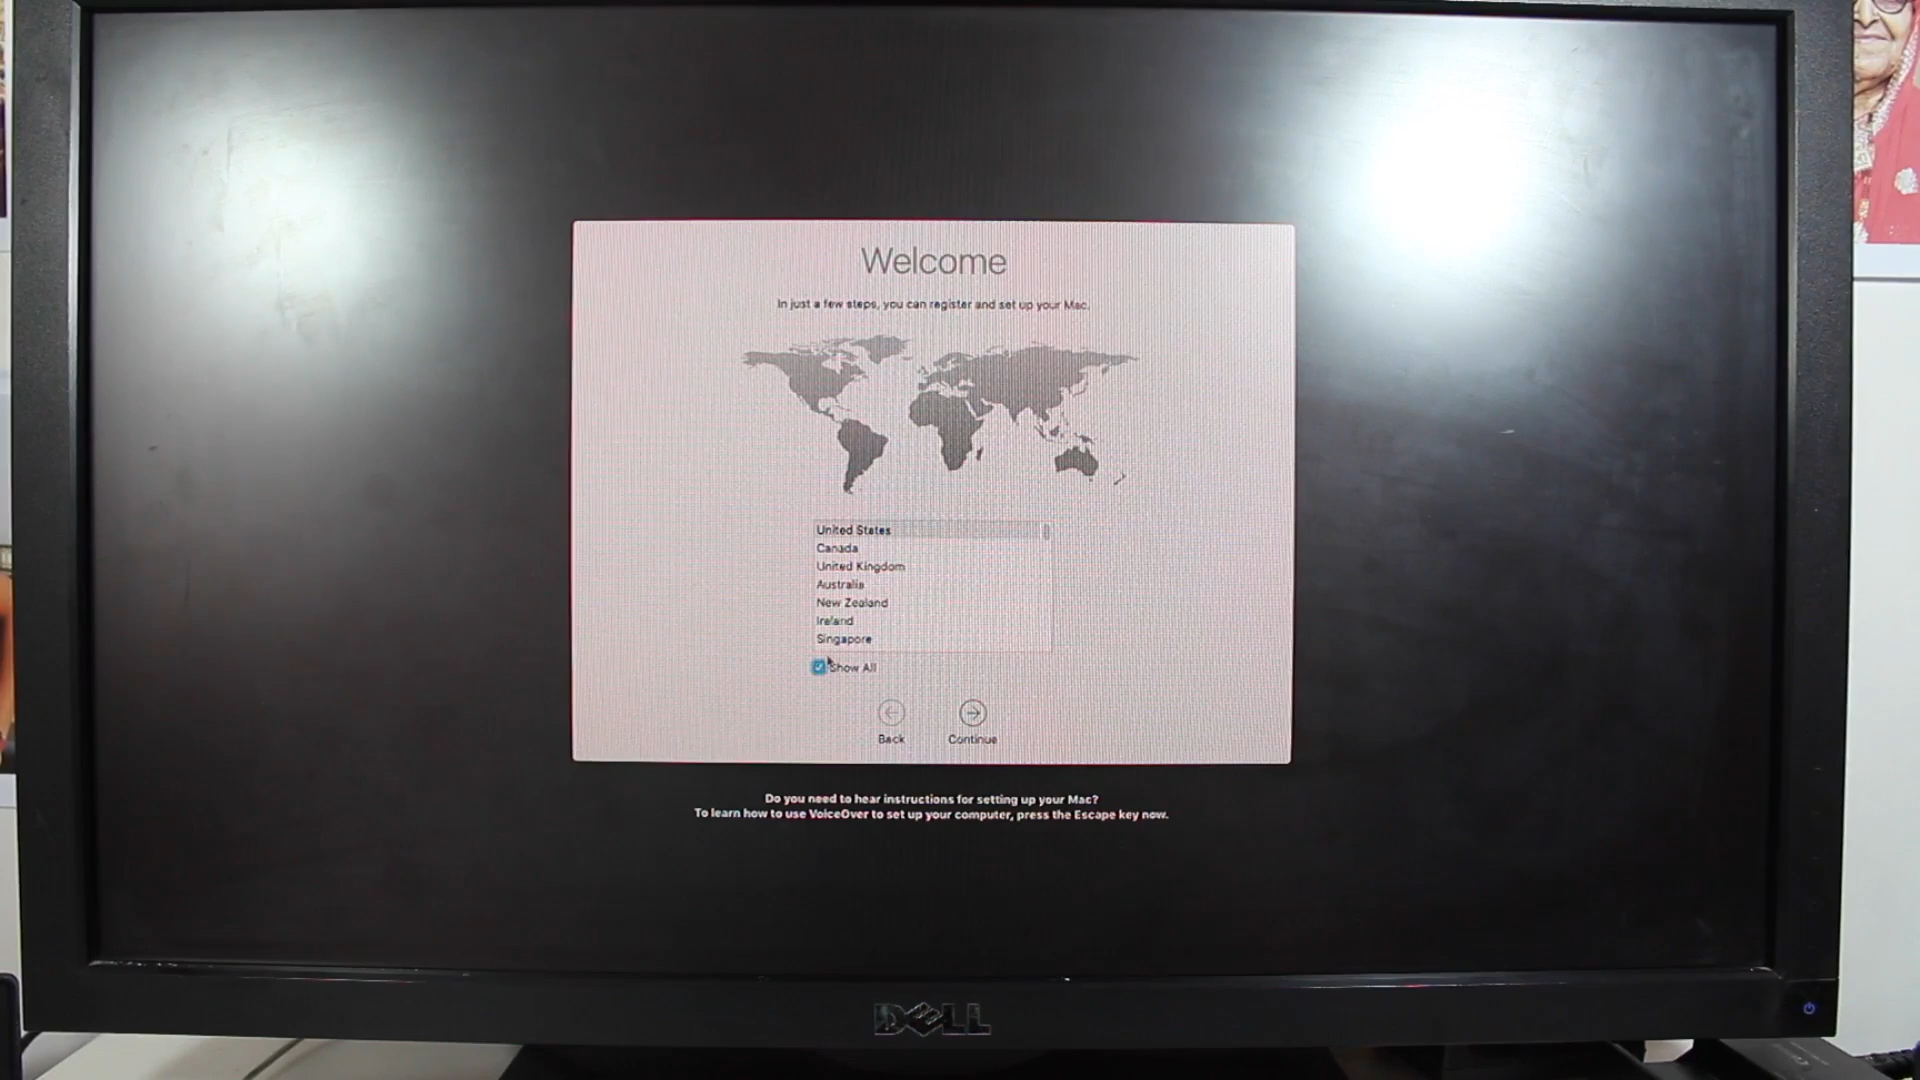 Welcome
In just a few steps, you can register and set up your Mac.
United States
Canada
United Kingdom
Australia
New Zealand
Ireland
Singapore
Show All
Back
Continue
Do you need to hear instructions for setting up your Mac?
To learn how to use VoiceOver to set up your computer, press the Escape key now.
DELL